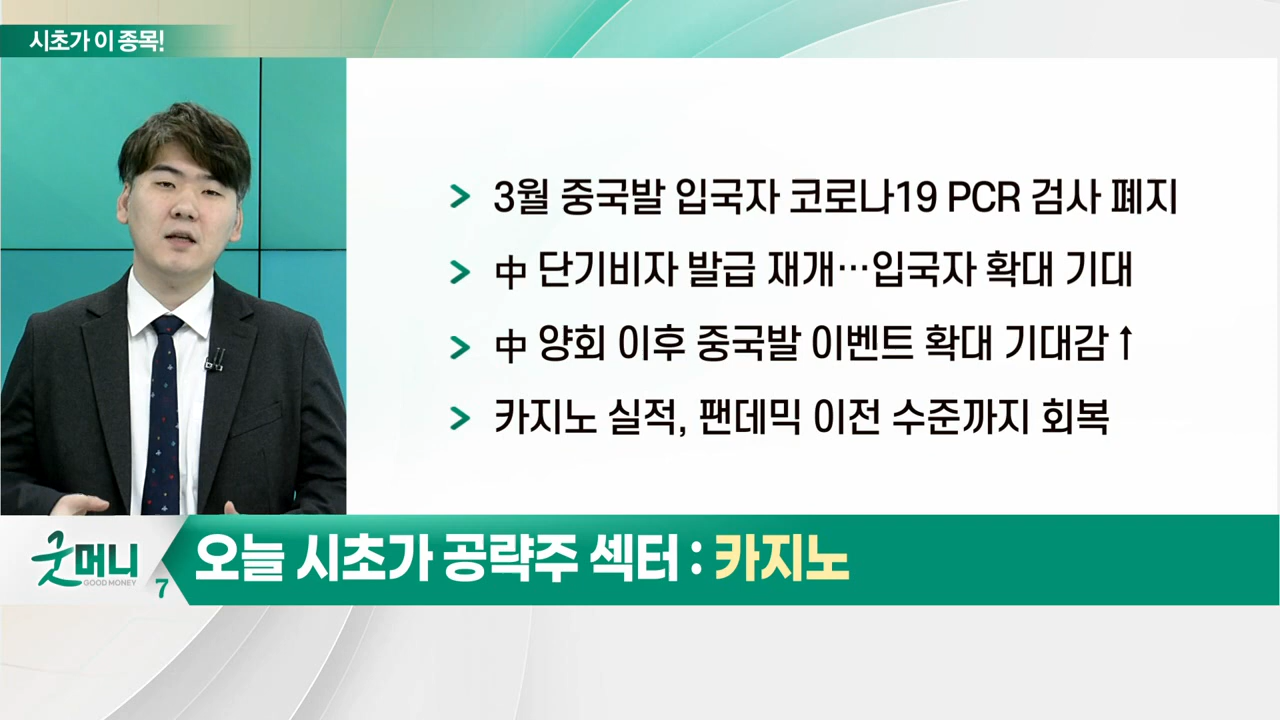 시초가 이 종목!
> 3월 중국발 입국자 코로나19 PCR 검사 폐지
> 中 단기비자 발급 재개…입국자 확대 기대
> 中 양회 이후 중국발 이벤트 확대 기대감↑
> 카지노 실적, 팬데믹 이전 수준까지 회복
굿머니
GOOD MONEY
7
오늘 시초가 공략주 섹터 : 카지노